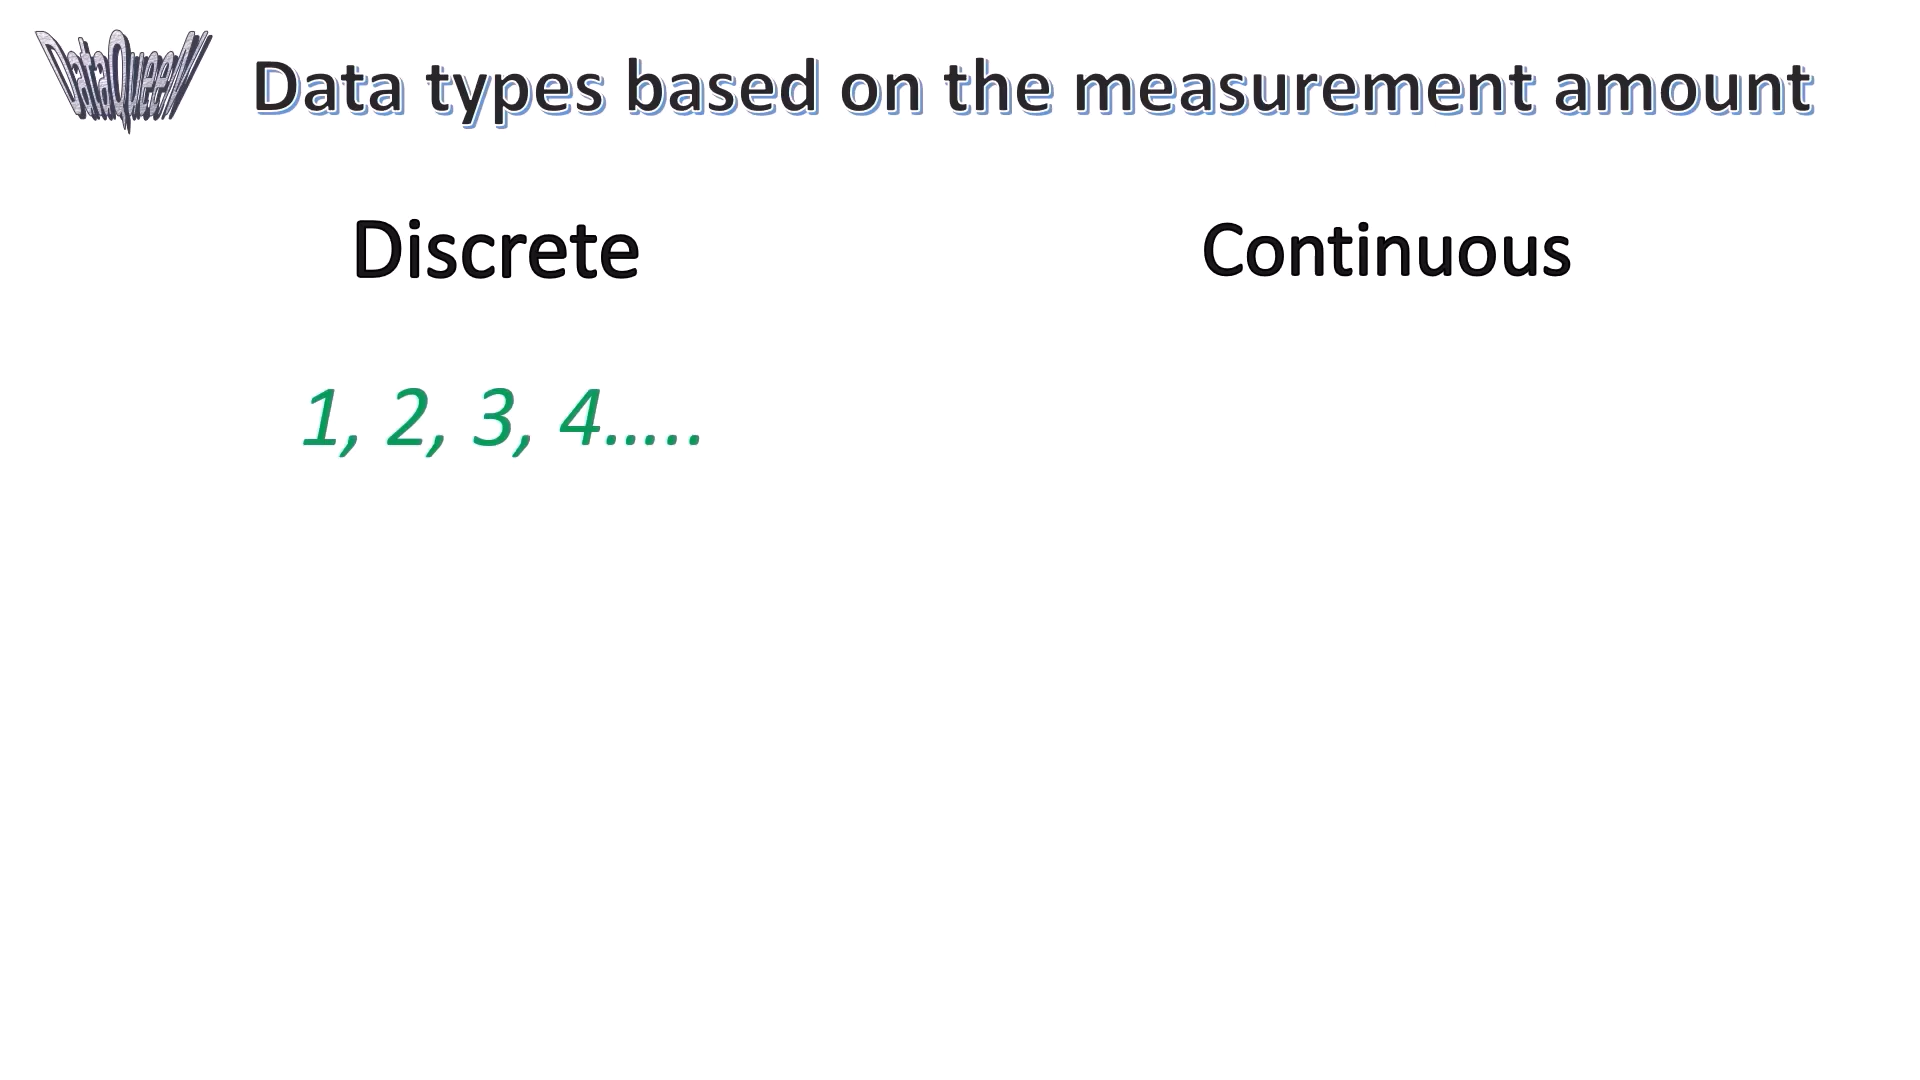 DataQueen
Data types based on the measurement amount
Discrete
Continuous
1, 2, 3, 4.....